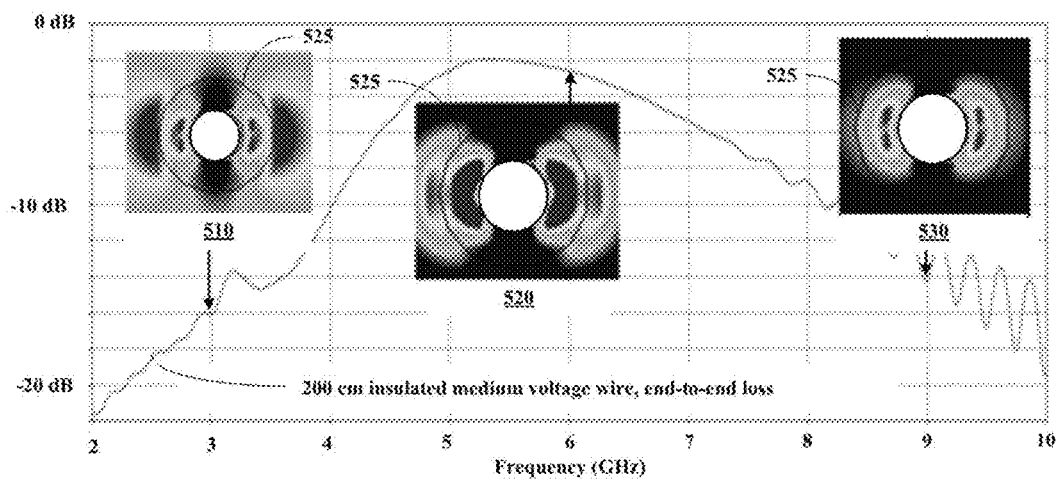 0 dB
525
525
525
-10 dB
510
520
530
-20 dB
200 cm insulated medium voltage wire, end-to-end loss
2 3 4 5 6 7 8 9 10
Frequency (GHz)